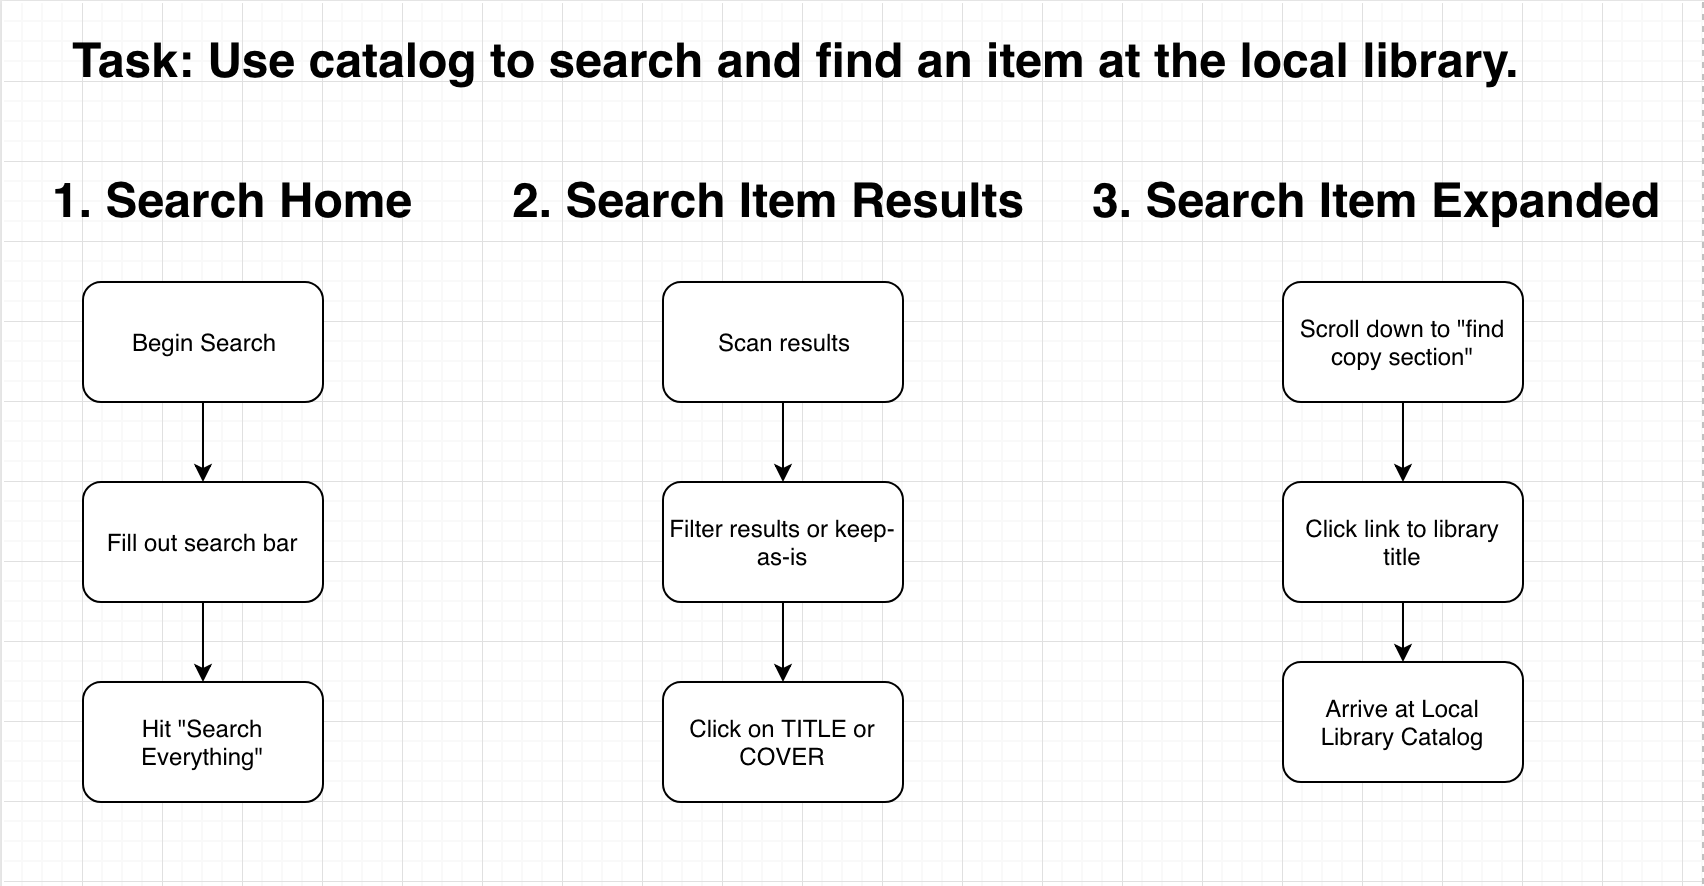 Task: Use catalog to search and find an item at the local library.
1. Search Home
Begin Search
Fill out search bar
Hit "Search
Everything"
2. Search Item Results
Scan results
Filter results or keep-
as-is
Click on TITLE or
COVER
3. Search Item Expanded
Scroll down to "find
copy section"
Click link to library
title
Arrive at Local
Library Catalog